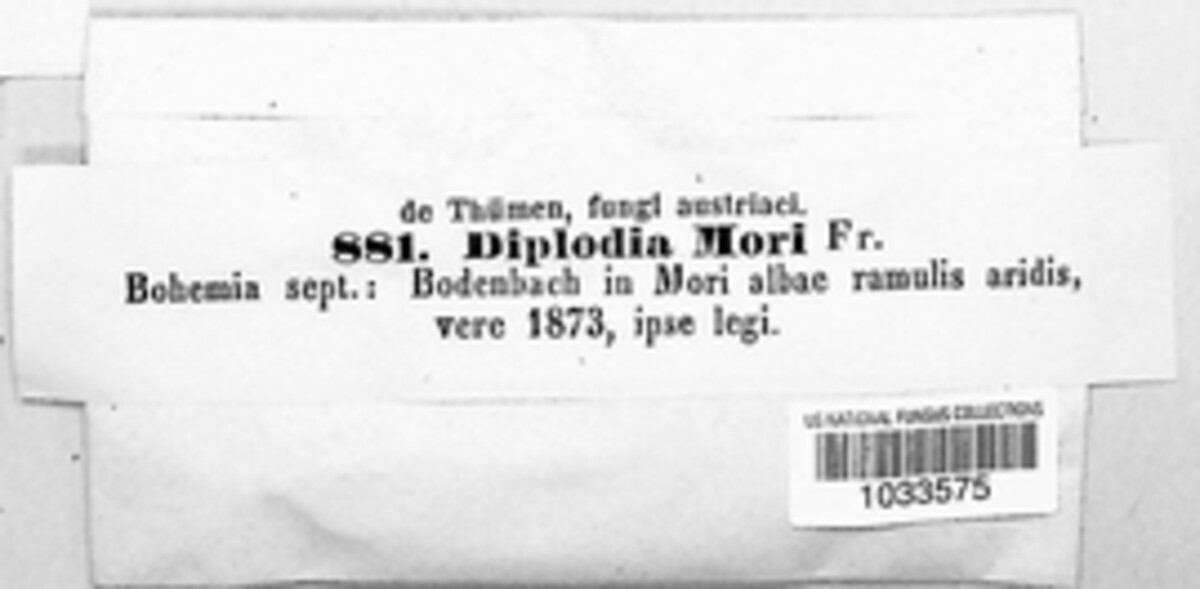 de Thümen, fungi austriaci.
881. Diplodia Mori Fr.
Bohemia sept.: Bodenbach in Mori albae ramulis aridis,
vere 1873, ipse legi.
US NATIONAL FUNGUS COLLECTIONS
1033575